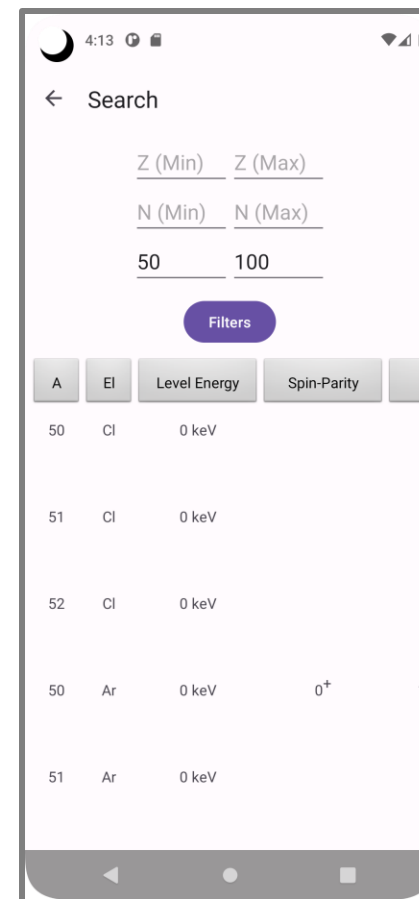 4:13
Search
Z (Min) Z (Max)
N (Min) N (Max)
50 100
Filters
A El Level Energy Spin-Parity
50 Cl 0 keV
51 Cl 0 keV
52 Cl 0 keV
50 Ar 0 keV 0⁺
51 Ar 0 keV